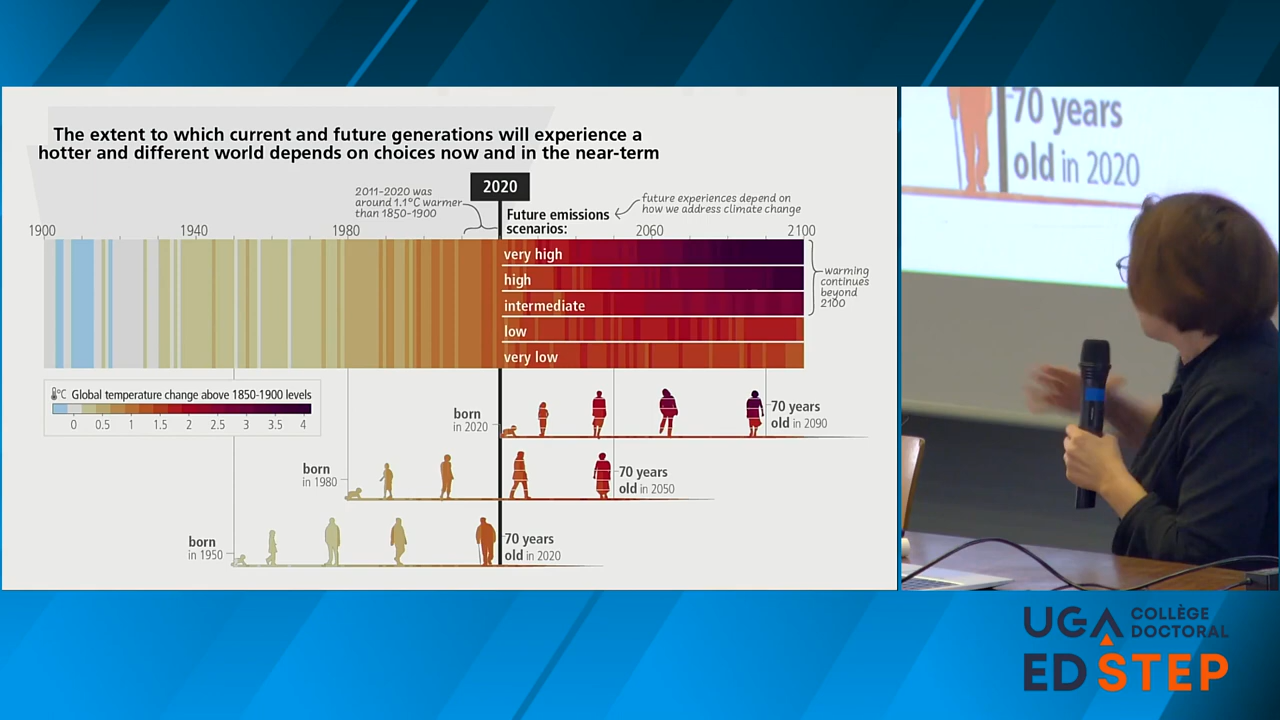 The extent to which current and future generations will experience a
hotter and different world depends on choices now and in the near-term
2020
2011-2020 was
around 1.1°C warmer
than 1850-1900
future experiences depend on
how we address climate change
Future emissions
scenarios:
1900
1940
1980
2060
2100
very high
high
intermediate
low
very low
warming
continues
beyond
2100
°C Global temperature change above 1850-1900 levels
0 0.5 1 1.5 2 2.5 3 3.5 4
born
in 2020
70 years
old in 2090
born
in 1980
70 years
old in 2050
born
in 1950
70 years
old in 2020
70 years
old in 2020
UGA COLLÈGE
DOCTORAL
ED STEP